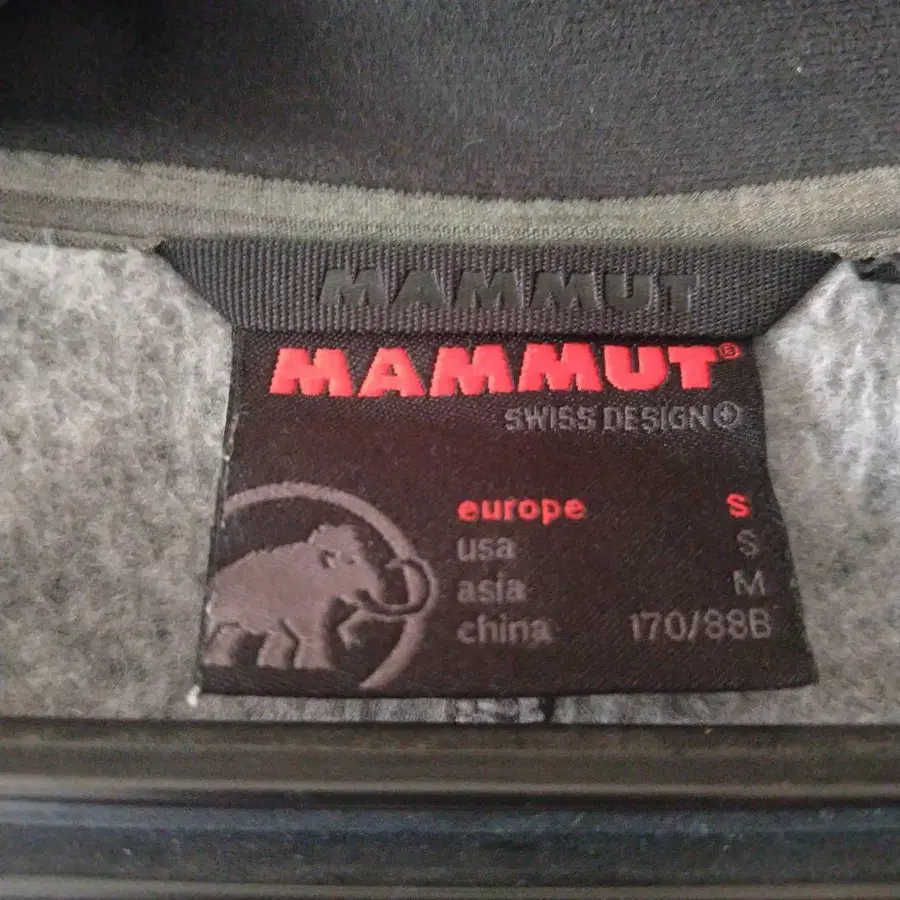 MAMMUT
MAMMUT®
SWISS DESIGN
europe S
usa S
asia M
china 170/88B